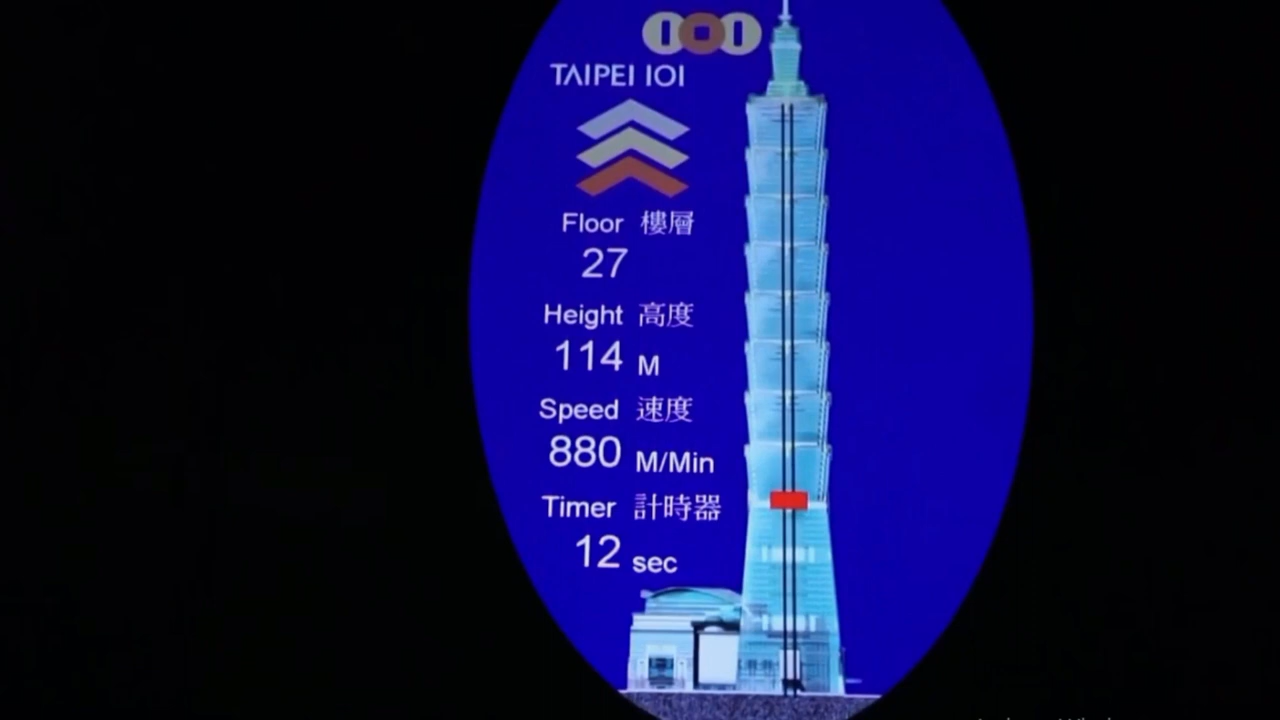 TAIPEI 101
Floor 樓層
27
Height 高度
114 M
Speed 速度
880 M/Min
Timer 計時器
12 sec